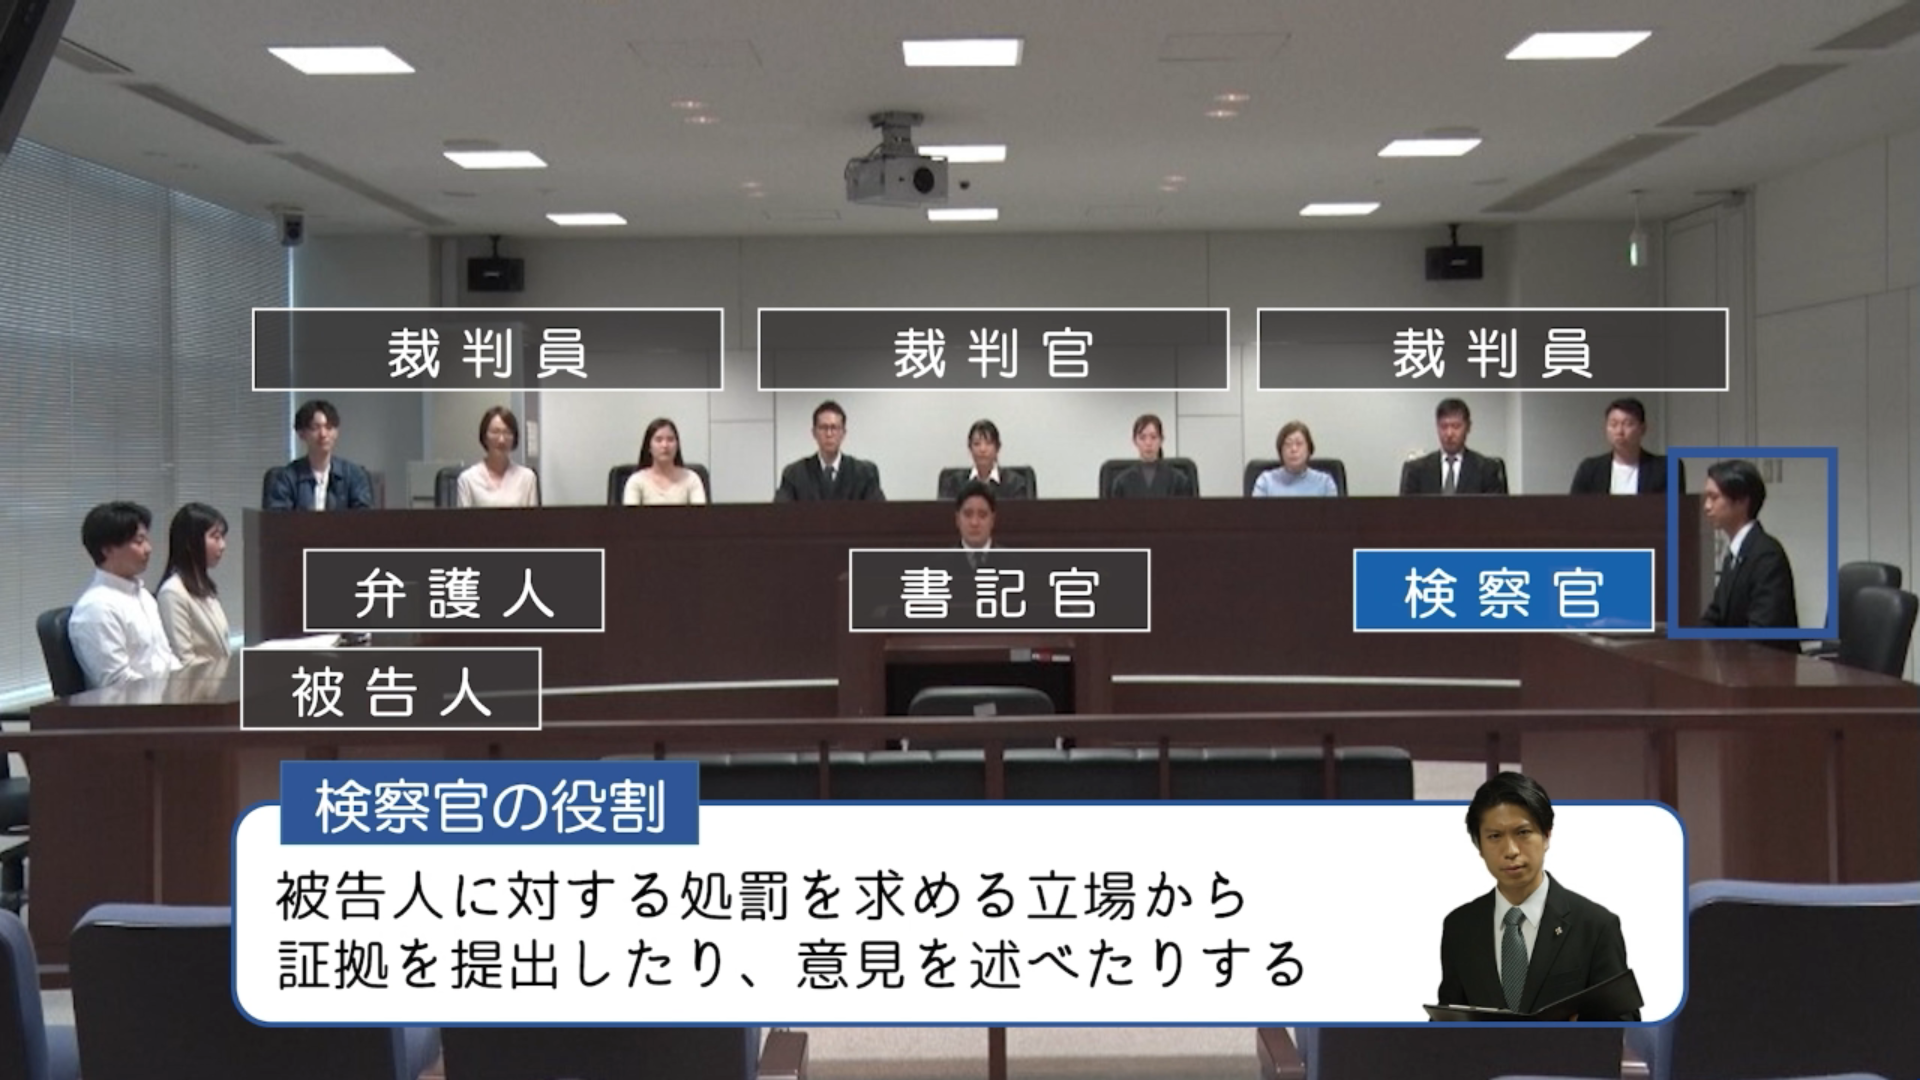 裁判員
裁判官
裁判員
弁護人
書記官
検察官
被告人
検察官の役割
被告人に対する処罰を求める立場から
証拠を提出したり、意見を述べたりする